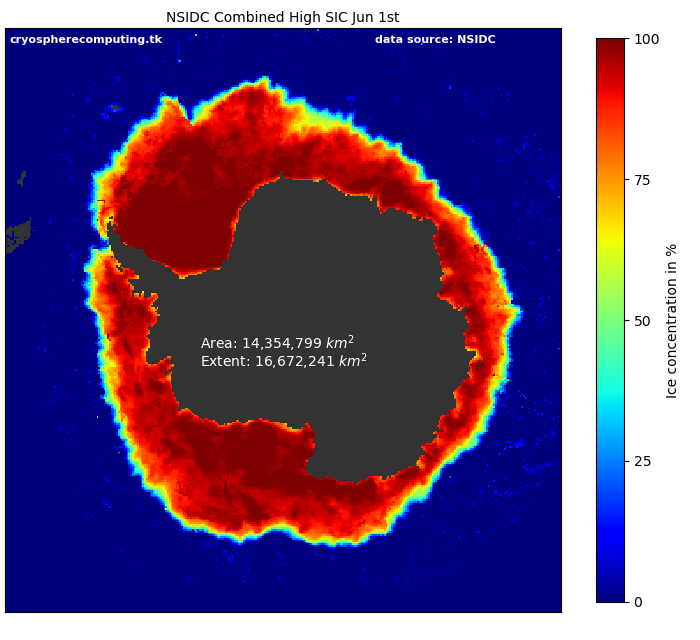 NSIDC Combined High SIC Jun 1st
cryospherecomputing.tk data source: NSIDC
Area: 14,354,799 km²
Extent: 16,672,241 km²
100
75
50
25
0
Ice concentration in %